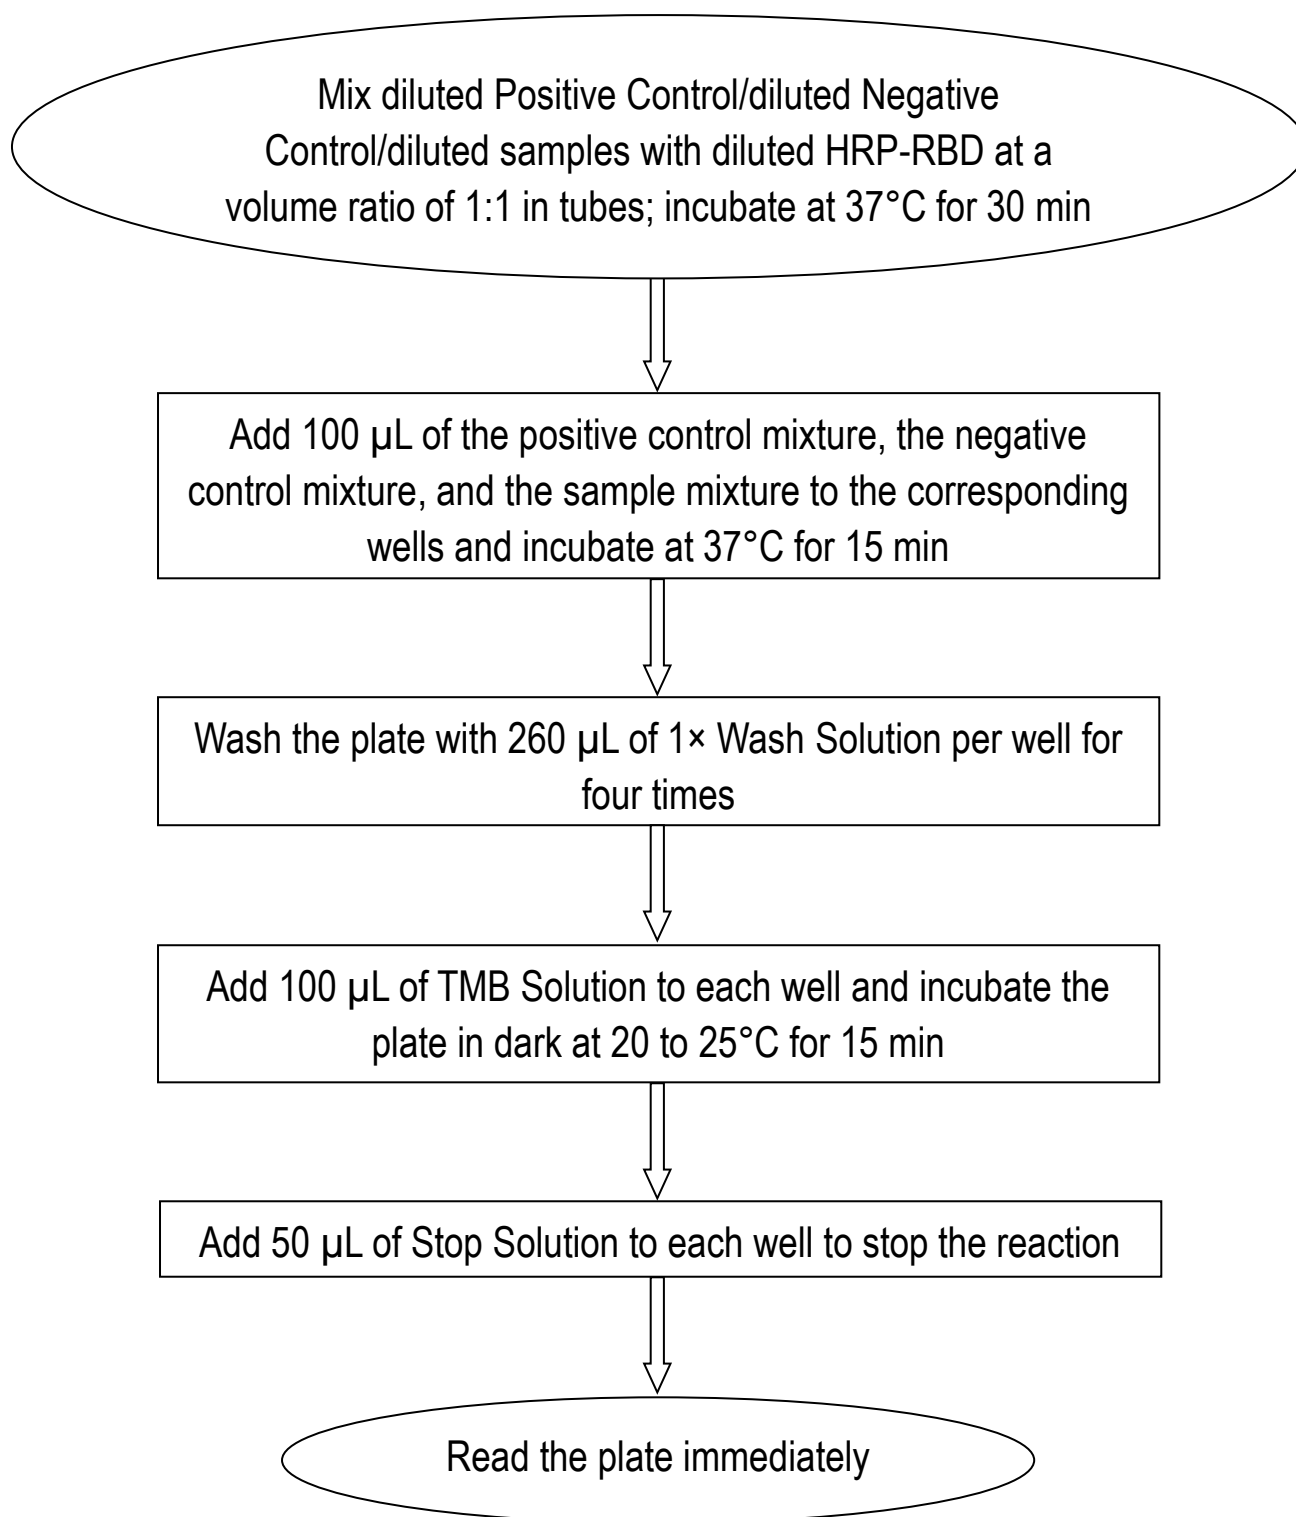 Mix diluted Positive Control/diluted Negative
Control/diluted samples with diluted HRP-RBD at a
volume ratio of 1:1 in tubes; incubate at 37°C for 30 min
Add 100 µL of the positive control mixture, the negative
control mixture, and the sample mixture to the corresponding
wells and incubate at 37°C for 15 min
Wash the plate with 260 µL of 1× Wash Solution per well for
four times
Add 100 µL of TMB Solution to each well and incubate the
plate in dark at 20 to 25°C for 15 min
Add 50 µL of Stop Solution to each well to stop the reaction
Read the plate immediately